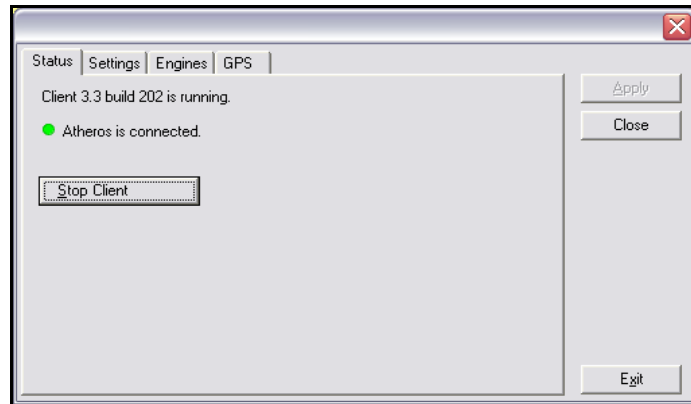 Status Settings Engines GPS
Client 3.3 build 202 is running.
Atheros is connected.
Stop Client
Apply
Close
Exit